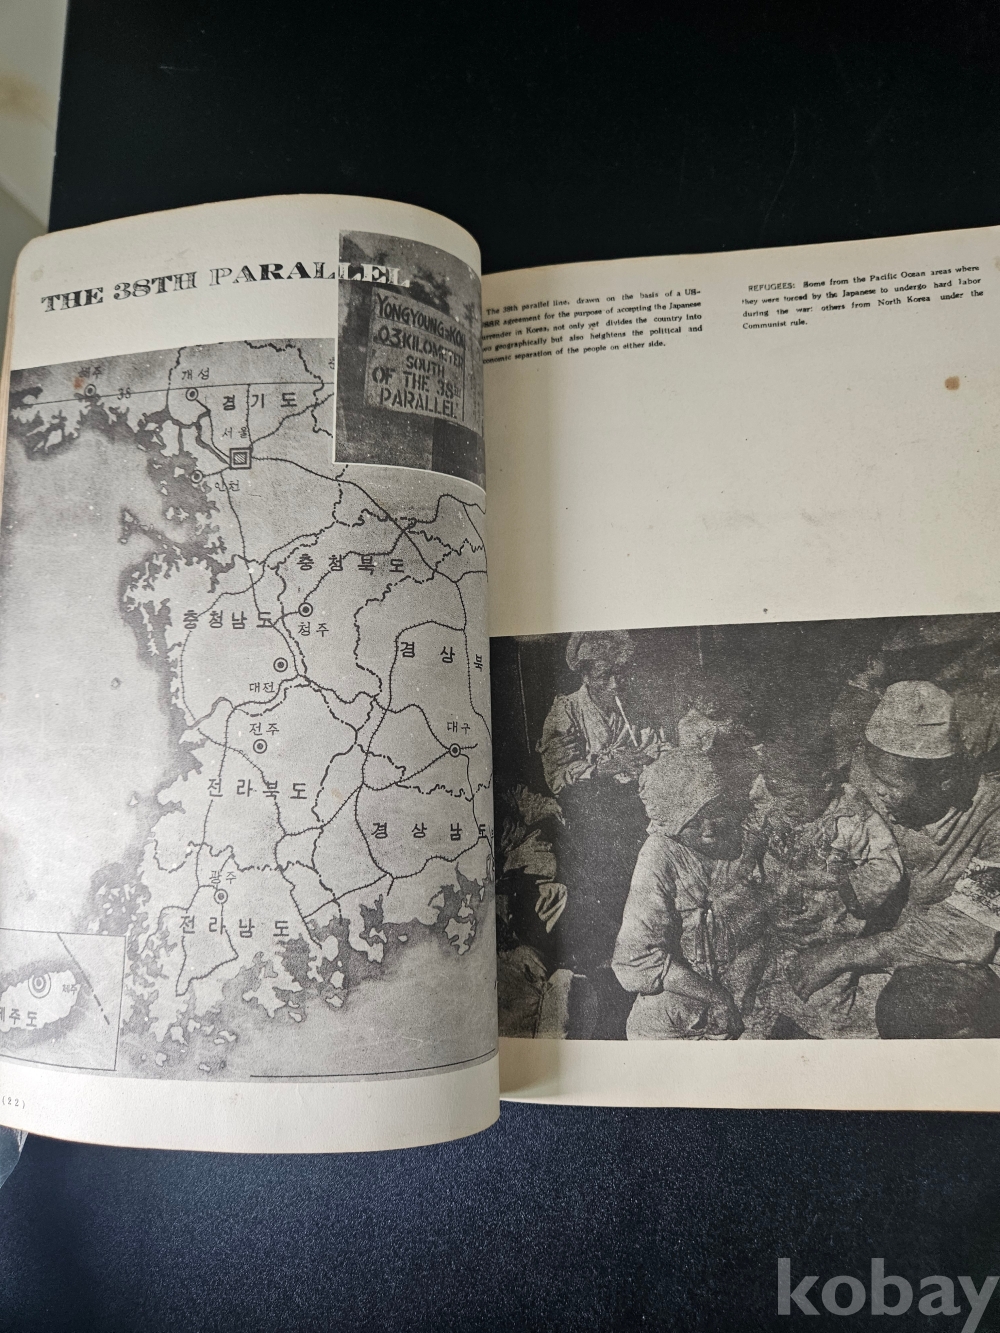 THE 38TH PARALLEL
YONGYOUNG-KO
.03 KILOMETER
SOUTH
OF THE 38TH
PARALLEL
38
개성
경기도
서울
인천
충청북도
충청남도
청주
경상북
대전
전주
대구
전라북도
경상남도
광주
전라남도
제주도
(22)
The 38th parallel line, drawn on the basis of a US-
USSR agreement for the purpose of accepting the Japanese
surrender in Korea, not only yet divides the country into
two geographically but also heightens the political and
economic separation of the people on either side.
REFUGEES: Some from the Pacific Ocean areas where
they were forced by the Japanese to undergo hard labor
during the war: others from North Korea under the
Communist rule.
kobay